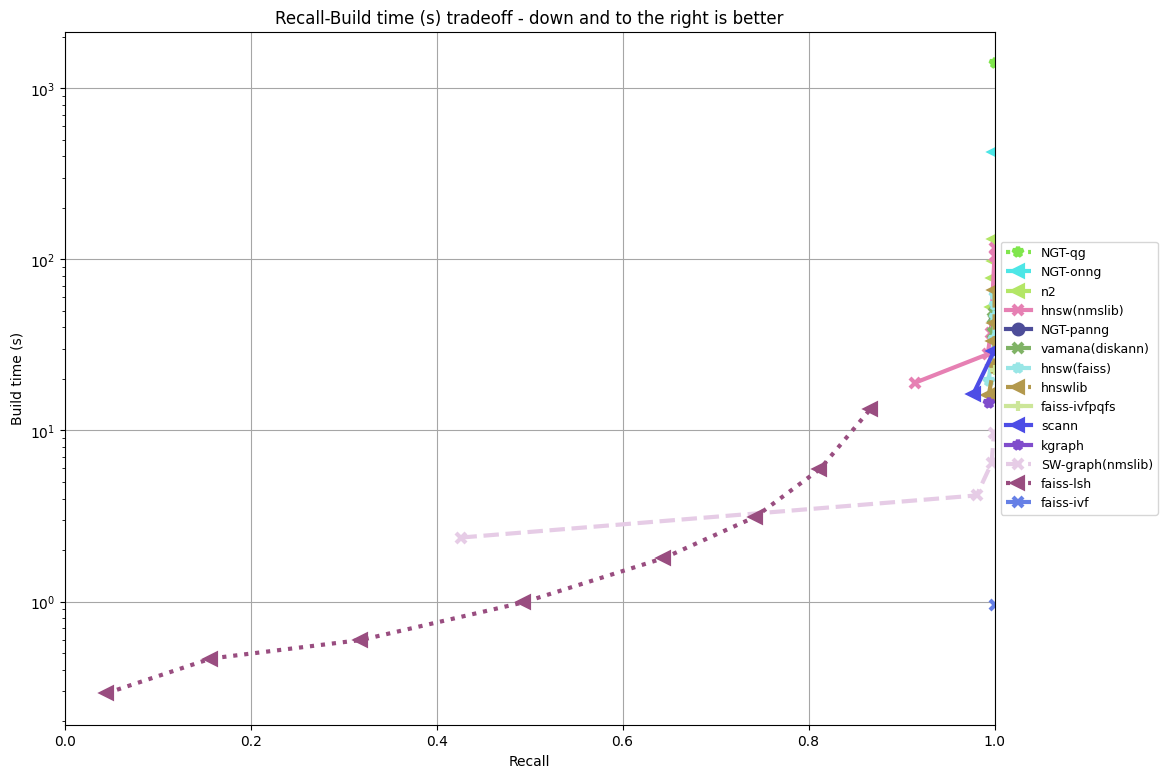 Recall-Build time (s) tradeoff - down and to the right is better
Build time (s)
10³
10²
10¹
10⁰
0.0
0.2
0.4
0.6
0.8
1.0
Recall
NGT-qg
NGT-onng
n2
hnsw(nmslib)
NGT-panng
vamana(diskann)
hnsw(faiss)
hnswlib
faiss-ivfpqfs
scann
kgraph
SW-graph(nmslib)
faiss-lsh
faiss-ivf